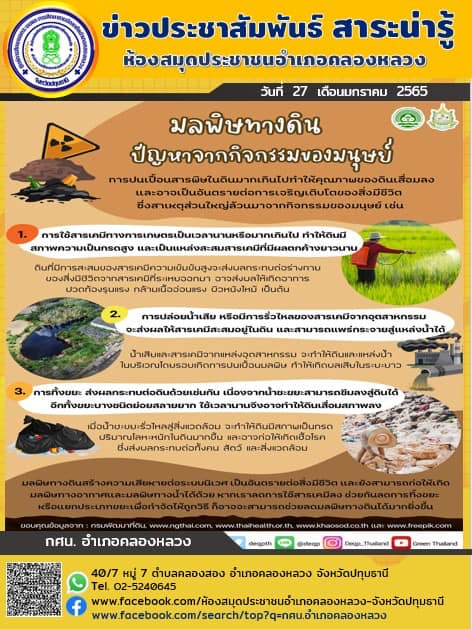 ข่าวประชาสัมพันธ์ สาระน่ารู้
ห้องสมุดประชาชนอำเภอคลองหลวง
วันที่ 27 เดือนมกราคม 2565
มลพิษทางดิน
ปัญหาจากกิจกรรมของมนุษย์
การปนเปื้อนสารพิษในดินมากเกินไปทำให้คุณภาพของดินเสื่อมลง
และอาจเป็นอันตรายต่อการเจริญเติบโตของสิ่งมีชีวิต
ซึ่งสาเหตุส่วนใหญ่ล้วนมาจากกิจกรรมของมนุษย์ เช่น
1. การใช้สารเคมีทางการเกษตรเป็นเวลานานหรือมากเกินไป ทำให้ดินมี
สภาพความเป็นกรดสูง และเป็นแหล่งสะสมสารเคมีที่มีผลตกค้างยาวนาน
ดินที่มีการสะสมของสารเคมีความเข้มข้นสูงจะส่งผลกระทบต่อร่างกาย
ของสิ่งมีชีวิตจากสารเคมีที่ระเหยออกมา อาจส่งผลให้เกิดอาการ
ปวดท้องรุนแรง กล้ามเนื้ออ่อนแรง ผิวหนังไหม้ เป็นต้น
2. การปล่อยน้ำเสีย หรือมีการรั่วไหลของสารเคมีจากอุตสาหกรรม
จะส่งผลให้สารเคมีสะสมอยู่ในดิน และสามารถแพร่กระจายสู่แหล่งน้ำได้
น้ำเสียและสารเคมีจากแหล่งอุตสาหกรรม จะทำให้ดินและแหล่งน้ำ
ในบริเวณโดยรอบเกิดการปนเปื้อนมลพิษ ทำให้เกิดผลเสียในระยะยาว
3. การทิ้งขยะ ส่งผลกระทบต่อดินด้วยเช่นกัน เนื่องจากน้ำชะขยะสามารถซึมลงสู่ดินได้
อีกทั้งขยะบางชนิดย่อยสลายยาก ใช้เวลานานจึงอาจทำให้ดินเสื่อมสภาพลง
เมื่อน้ำชะขยะรั่วไหลสู่สิ่งแวดล้อม จะทำให้ดินมีสภาพเป็นกรด
ปริมาณโลหะหนักในดินมากขึ้น และอาจก่อให้เกิดเชื้อโรค
ซึ่งส่งผลกระทบต่อทั้งคน สัตว์ และสิ่งแวดล้อม
มลพิษทางดินสร้างความเสียหายต่อระบบนิเวศ เป็นอันตรายต่อสิ่งมีชีวิต และยังสามารถก่อให้เกิด
มลพิษทางอากาศและมลพิษทางน้ำได้ด้วย หากเราลดการใช้สารเคมีลง ช่วยกันลดการทิ้งขยะ
หรือแยกประเภทขยะเพื่อกำจัดให้ถูกวิธี ก็อาจจะสามารถช่วยลดมลพิษทางดินได้มากยิ่งขึ้น
ขอบคุณข้อมูลจาก : กรมพัฒนาที่ดิน, www.ngthai.com, www.thaihealth.or.th, www.khaosod.co.th และ www.freepik.com
กศน. อำเภอคลองหลวง
deqpth @deqp Deqp_Thailand Green Thailand
40/7 หมู่ 7 ตำบลคลองสอง อำเภอคลองหลวง จังหวัดปทุมธานี
Tel. 02-5240645
www.facebook.com/ห้องสมุดประชาชนอำเภอคลองหลวง-จังหวัดปทุมธานี
www.facebook.com/search/top?q=กศน.อำเภอคลองหลวง